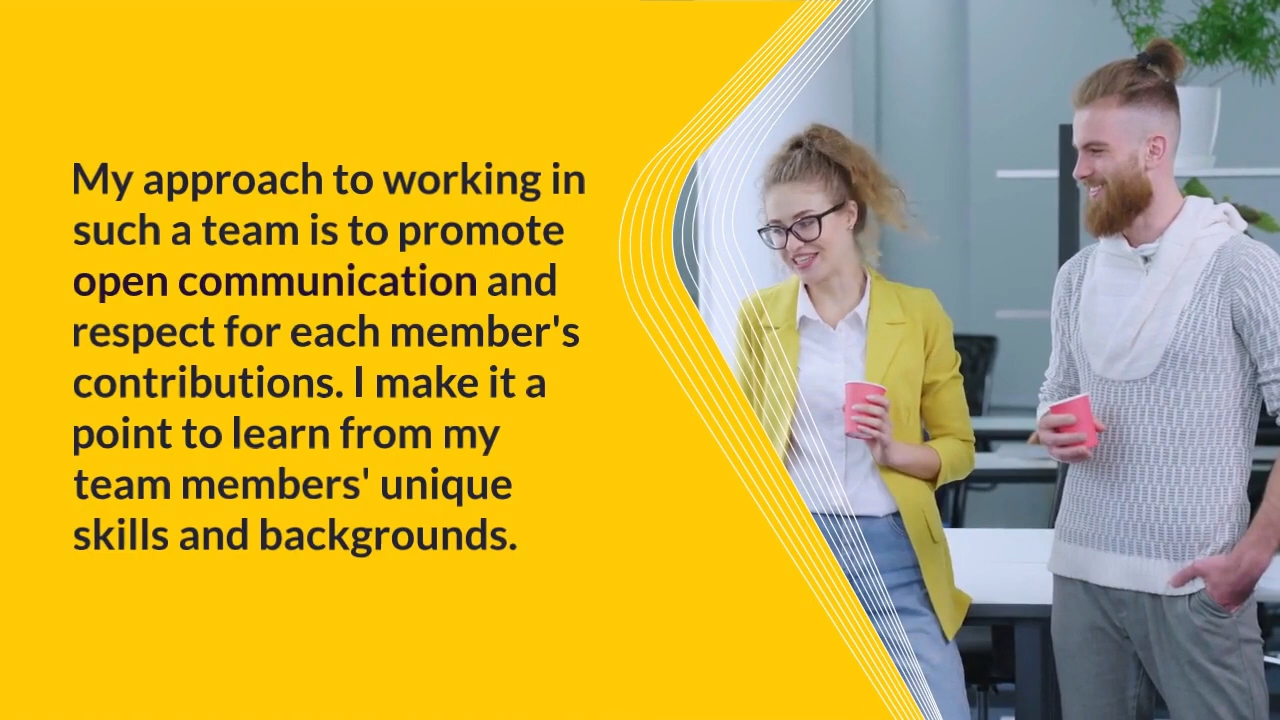 My approach to working in
such a team is to promote
open communication and
respect for each member's
contributions. I make it a
point to learn from my
team members' unique
skills and backgrounds.